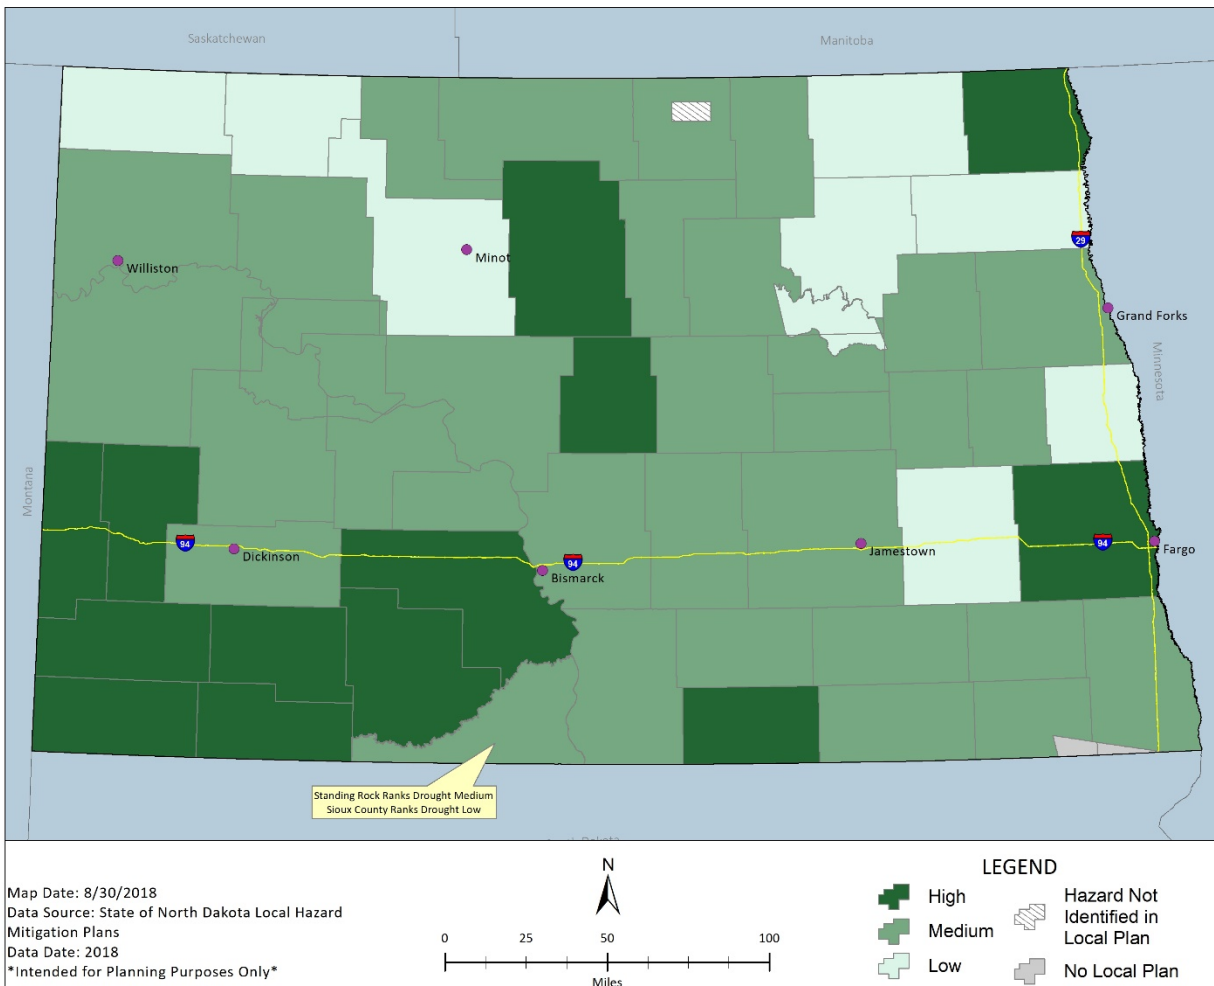 Saskatchewan
Manitoba
29
Williston
Minot
Grand Forks
Minnesota
Montana
94
Dickinson
94
Bismarck
Jamestown
94
Fargo
Standing Rock Ranks Drought Medium
Sioux County Ranks Drought Low
Dakota
Map Date: 8/30/2018
Data Source: State of North Dakota Local Hazard
Mitigation Plans
Data Date: 2018
*Intended for Planning Purposes Only*
N
0 25 50 100
Miles
LEGEND
High
Medium
Low
Hazard Not
Identified in
Local Plan
No Local Plan